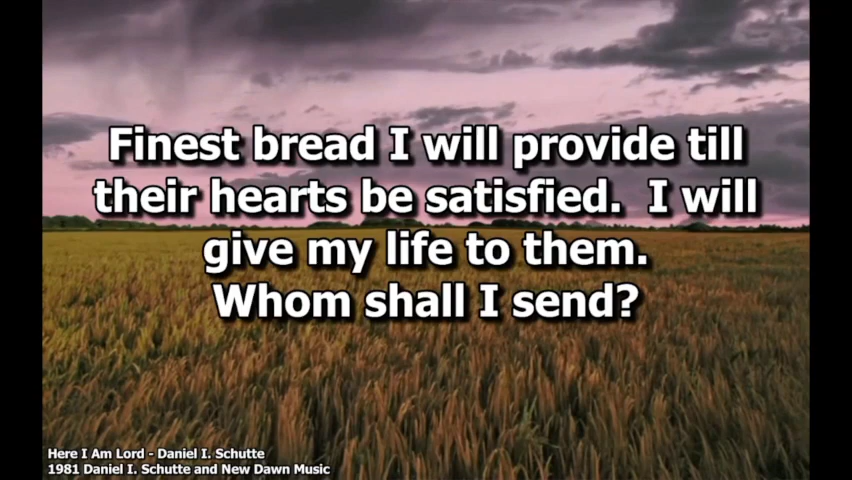 Finest bread I will provide till
their hearts be satisfied.  I will
give my life to them.
Whom shall I send?
Here I Am Lord - Daniel I. Schutte
1981 Daniel I. Schutte and New Dawn Music